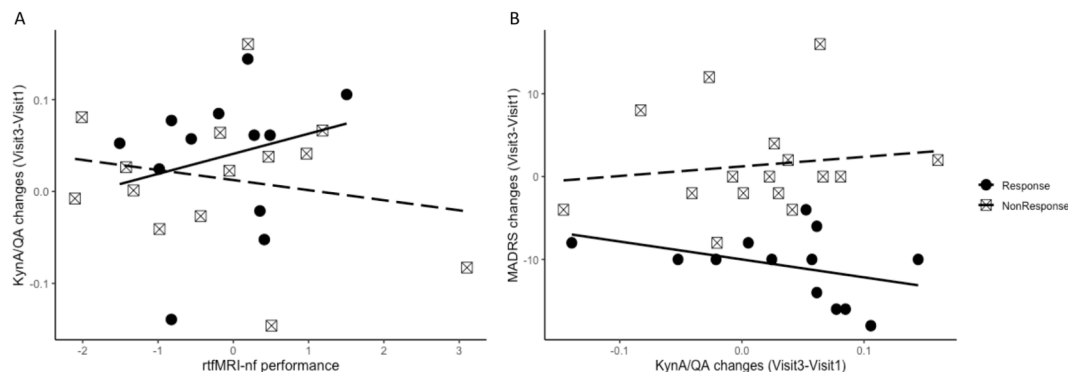 A
KynA/QA changes (Visit3-Visit1)
0.1
0.0
-0.1
-2
-1
0
1
2
3
rtfMRI-nf performance
B
MADRS changes (Visit3-Visit1)
10
0
-10
-0.1
0.0
0.1
KynA/QA changes (Visit3-Visit1)
Response
NonResponse